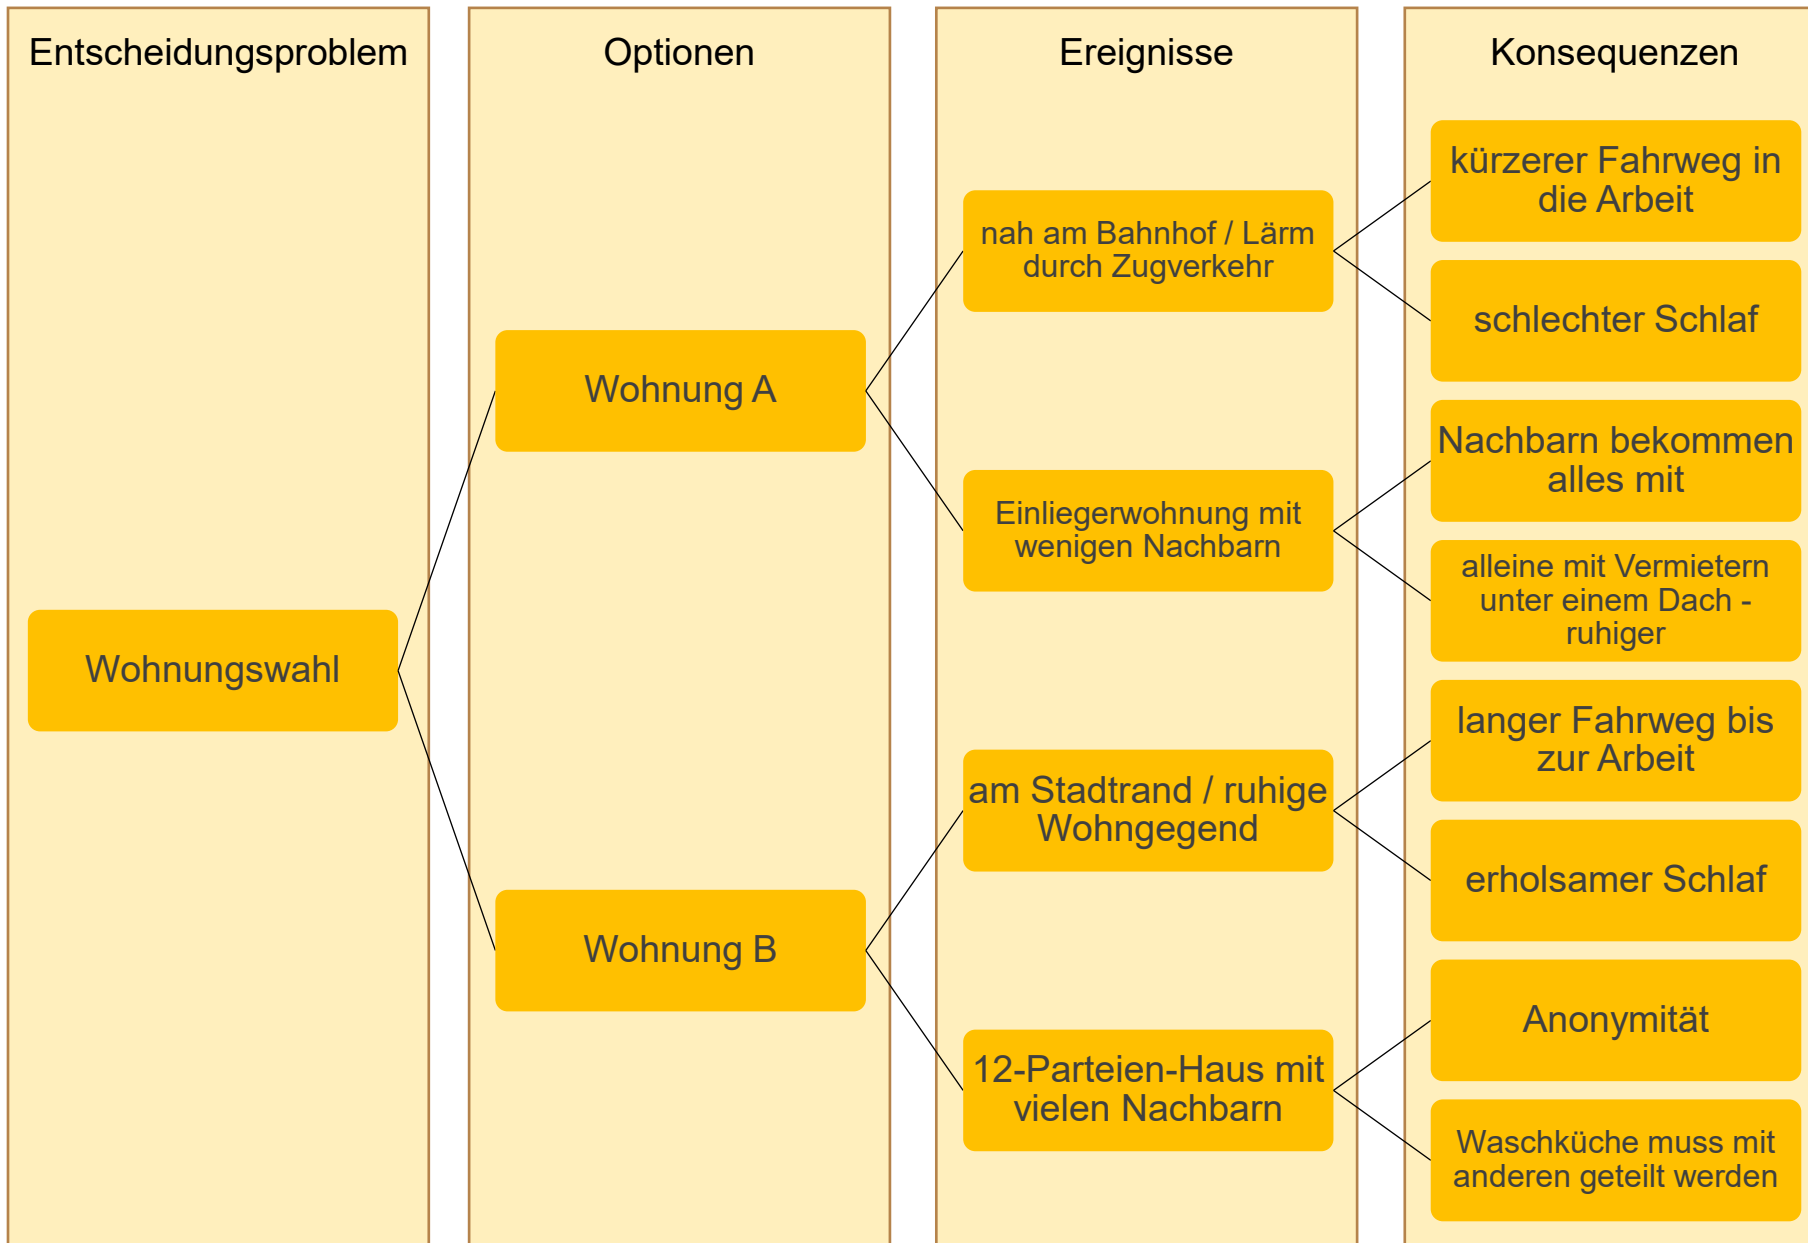 Entscheidungsproblem
Optionen
Ereignisse
Konsequenzen
Wohnungswahl
Wohnung A
Wohnung B
nah am Bahnhof / Lärm
durch Zugverkehr
Einliegerwohnung mit
wenigen Nachbarn
am Stadtrand / ruhige
Wohngegend
12-Parteien-Haus mit
vielen Nachbarn
kürzerer Fahrweg in
die Arbeit
schlechter Schlaf
Nachbarn bekommen
alles mit
alleine mit Vermietern
unter einem Dach -
ruhiger
langer Fahrweg bis
zur Arbeit
erholsamer Schlaf
Anonymität
Waschküche muss mit
anderen geteilt werden